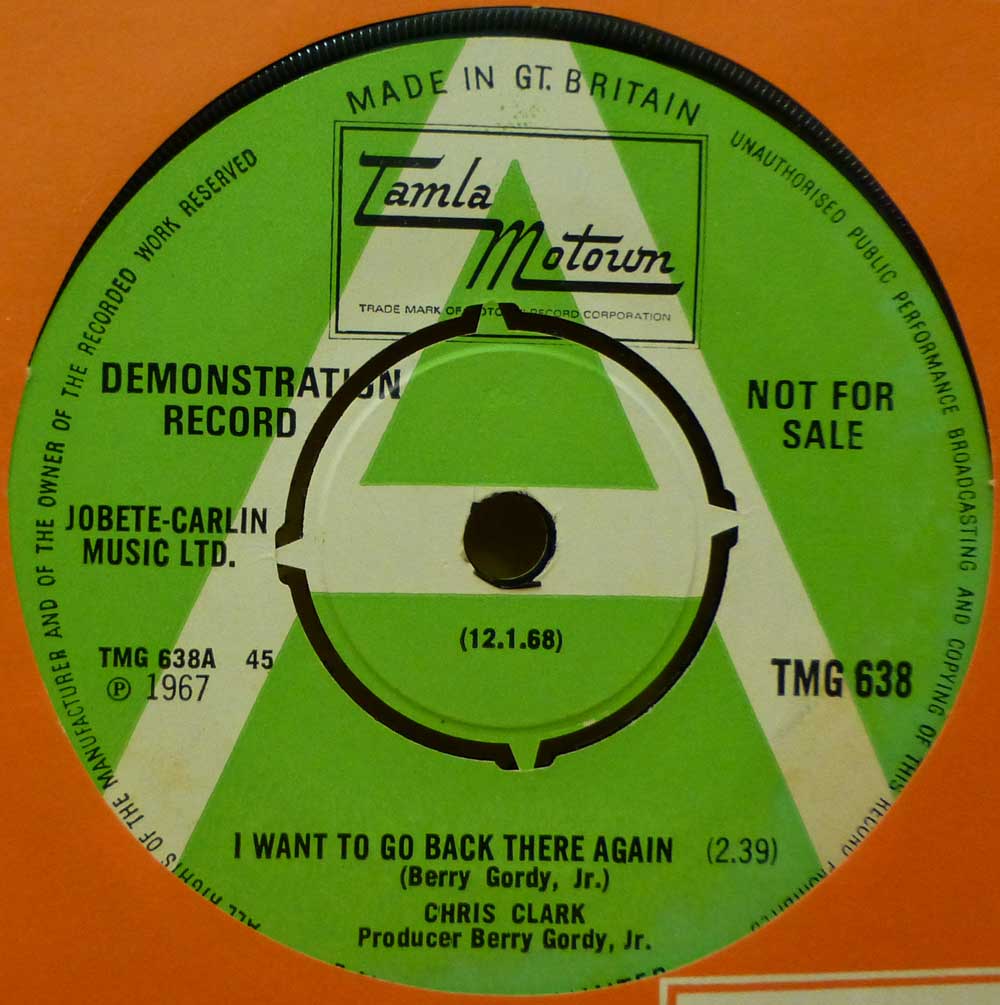 MADE IN GT. BRITAIN
Tamla
Motown
TRADE MARK OF MOTOWN RECORD CORPORATION
DEMONSTRATION
RECORD
NOT FOR
SALE
JOBETE-CARLIN
MUSIC LTD.
(12.1.68)
TMG 638A 45
℗ 1967
TMG 638
I WANT TO GO BACK THERE AGAIN (2.39)
(Berry Gordy, Jr.)
CHRIS CLARK
Producer Berry Gordy, Jr.
ALL RIGHTS OF THE MANUFACTURER AND OF THE OWNER OF THE RECORDED WORK RESERVED
UNAUTHORISED PUBLIC PERFORMANCE BROADCASTING AND COPYING OF THIS RECORD PROHIBITED